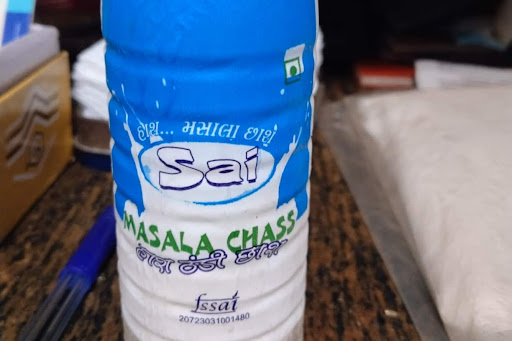 હાશ... મસાલા છાશ
Sai
MASALA CHASS
ઠંડી છાશ
fssai
20723031001480